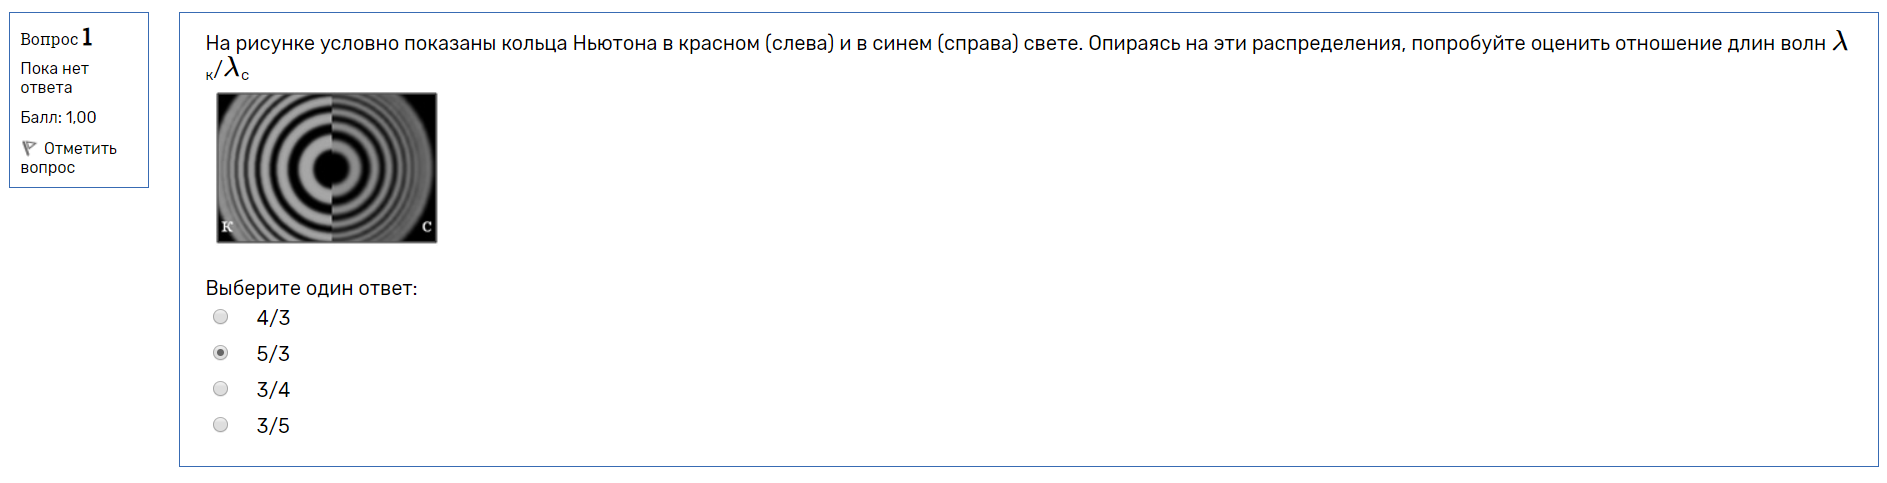 Вопрос 1
Пока нет
ответа
Балл: 1,00
Отметить
вопрос
На рисунке условно показаны кольца Ньютона в красном (слева) и в синем (справа) свете. Опираясь на эти распределения, попробуйте оценить отношение длин волн λ
к/λс
К С
Выберите один ответ:
4/3
5/3
3/4
3/5